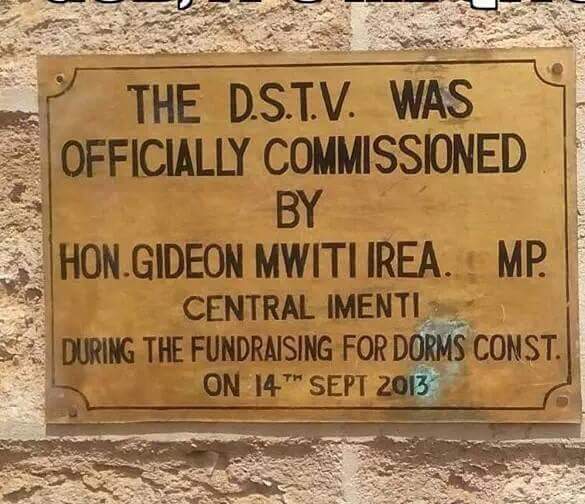 THE D.S.T.V. WAS
OFFICIALLY COMMISSIONED
BY
HON. GIDEON MWITI IREA. MP.
CENTRAL IMENTI
DURING THE FUNDRAISING FOR DORMS CONST.
ON 14TH SEPT 2013